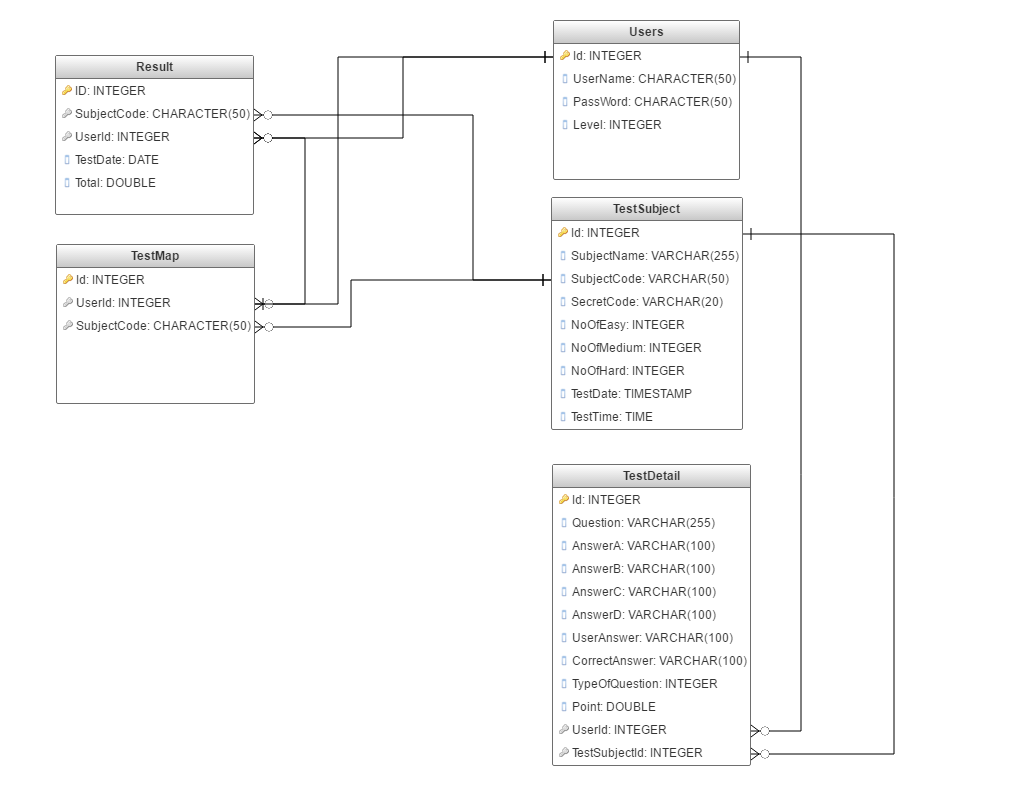 Users
Id: INTEGER
UserName: CHARACTER(50)
PassWord: CHARACTER(50)
Level: INTEGER
Result
ID: INTEGER
SubjectCode: CHARACTER(50)
UserId: INTEGER
TestDate: DATE
Total: DOUBLE
TestSubject
Id: INTEGER
SubjectName: VARCHAR(255)
SubjectCode: VARCHAR(50)
SecretCode: VARCHAR(20)
NoOfEasy: INTEGER
NoOfMedium: INTEGER
NoOfHard: INTEGER
TestDate: TIMESTAMP
TestTime: TIME
TestMap
Id: INTEGER
UserId: INTEGER
SubjectCode: CHARACTER(50)
TestDetail
Id: INTEGER
Question: VARCHAR(255)
AnswerA: VARCHAR(100)
AnswerB: VARCHAR(100)
AnswerC: VARCHAR(100)
AnswerD: VARCHAR(100)
UserAnswer: VARCHAR(100)
CorrectAnswer: VARCHAR(100)
TypeOfQuestion: INTEGER
Point: DOUBLE
UserId: INTEGER
TestSubjectId: INTEGER